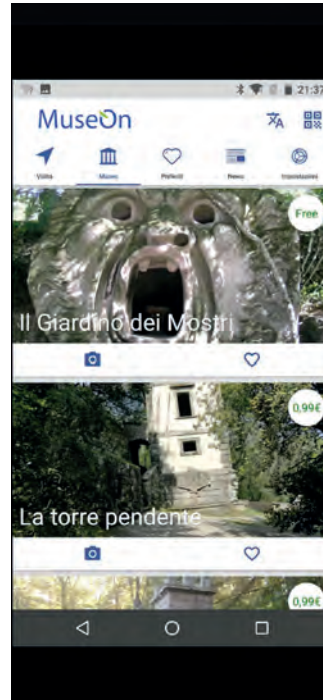 21:37
MuseOn
Visita Museo Preferiti News Impostazioni
Free
Il Giardino dei Mostri
0,99€
La torre pendente
0,99€